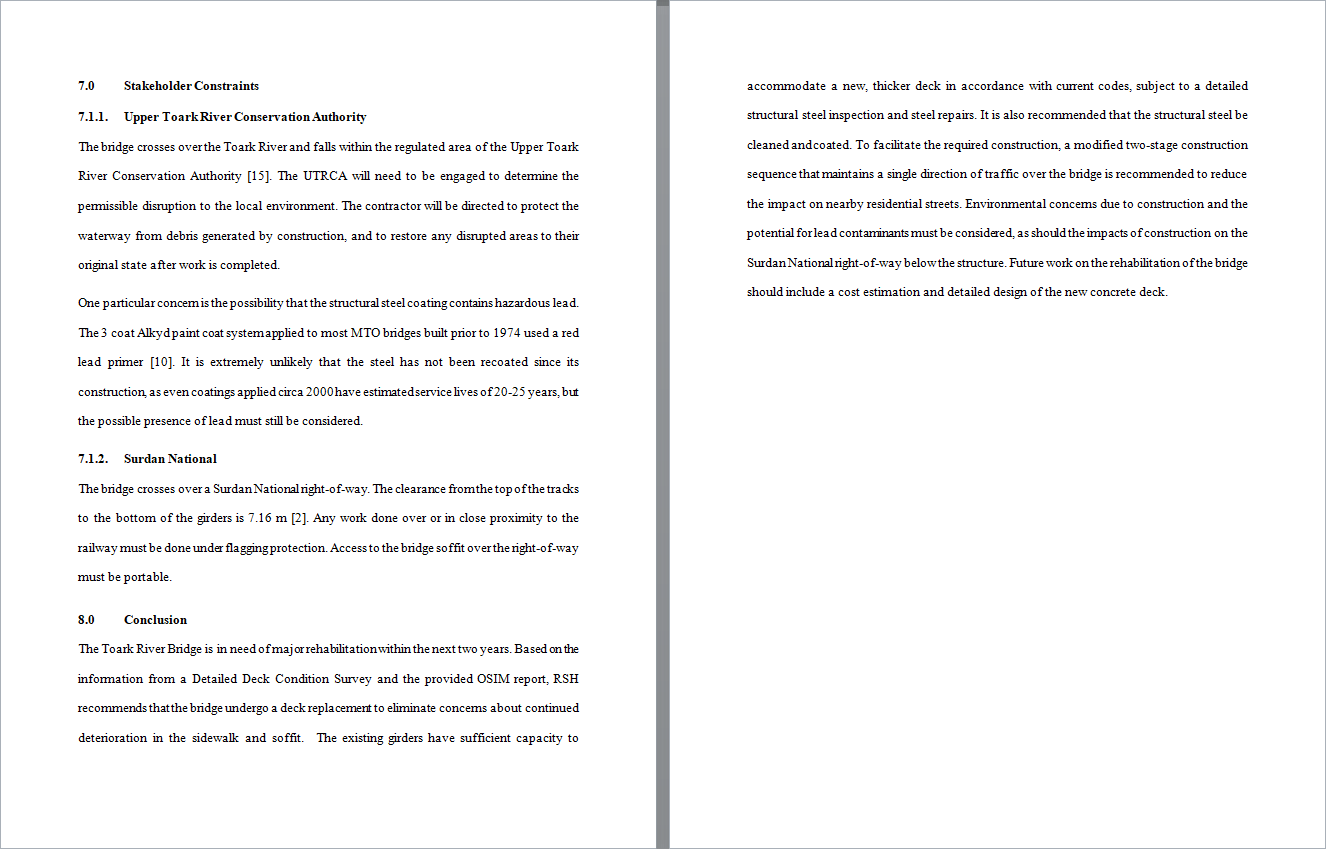 7.0 Stakeholder Constraints
7.1.1. Upper Toark River Conservation Authority
The bridge crosses over the Toark River and falls within the regulated area of the Upper Toark
River Conservation Authority [15]. The UTRCA will need to be engaged to determine the
permissible disruption to the local environment. The contractor will be directed to protect the
waterway from debris generated by construction, and to restore any disrupted areas to their
original state after work is completed.
One particular concern is the possibility that the structural steel coating contains hazardous lead.
The 3 coat Alkyd paint coat system applied to most MTO bridges built prior to 1974 used a red
lead primer [10]. It is extremely unlikely that the steel has not been recoated since its
construction, as even coatings applied circa 2000 have estimated service lives of 20-25 years, but
the possible presence of lead must still be considered.
7.1.2. Surdan National
The bridge crosses over a Surdan National right-of-way. The clearance from the top of the tracks
to the bottom of the girders is 7.16 m [2]. Any work done over or in close proximity to the
railway must be done under flagging protection. Access to the bridge soffit over the right-of-way
must be portable.
8.0 Conclusion
The Toark River Bridge is in need of major rehabilitation within the next two years. Based on the
information from a Detailed Deck Condition Survey and the provided OSIM report, RSH
recommends that the bridge undergo a deck replacement to eliminate concerns about continued
deterioration in the sidewalk and soffit. The existing girders have sufficient capacity to
accommodate a new, thicker deck in accordance with current codes, subject to a detailed
structural steel inspection and steel repairs. It is also recommended that the structural steel be
cleaned and coated. To facilitate the required construction, a modified two-stage construction
sequence that maintains a single direction of traffic over the bridge is recommended to reduce
the impact on nearby residential streets. Environmental concerns due to construction and the
potential for lead contaminants must be considered, as should the impacts of construction on the
Surdan National right-of-way below the structure. Future work on the rehabilitation of the bridge
should include a cost estimation and detailed design of the new concrete deck.